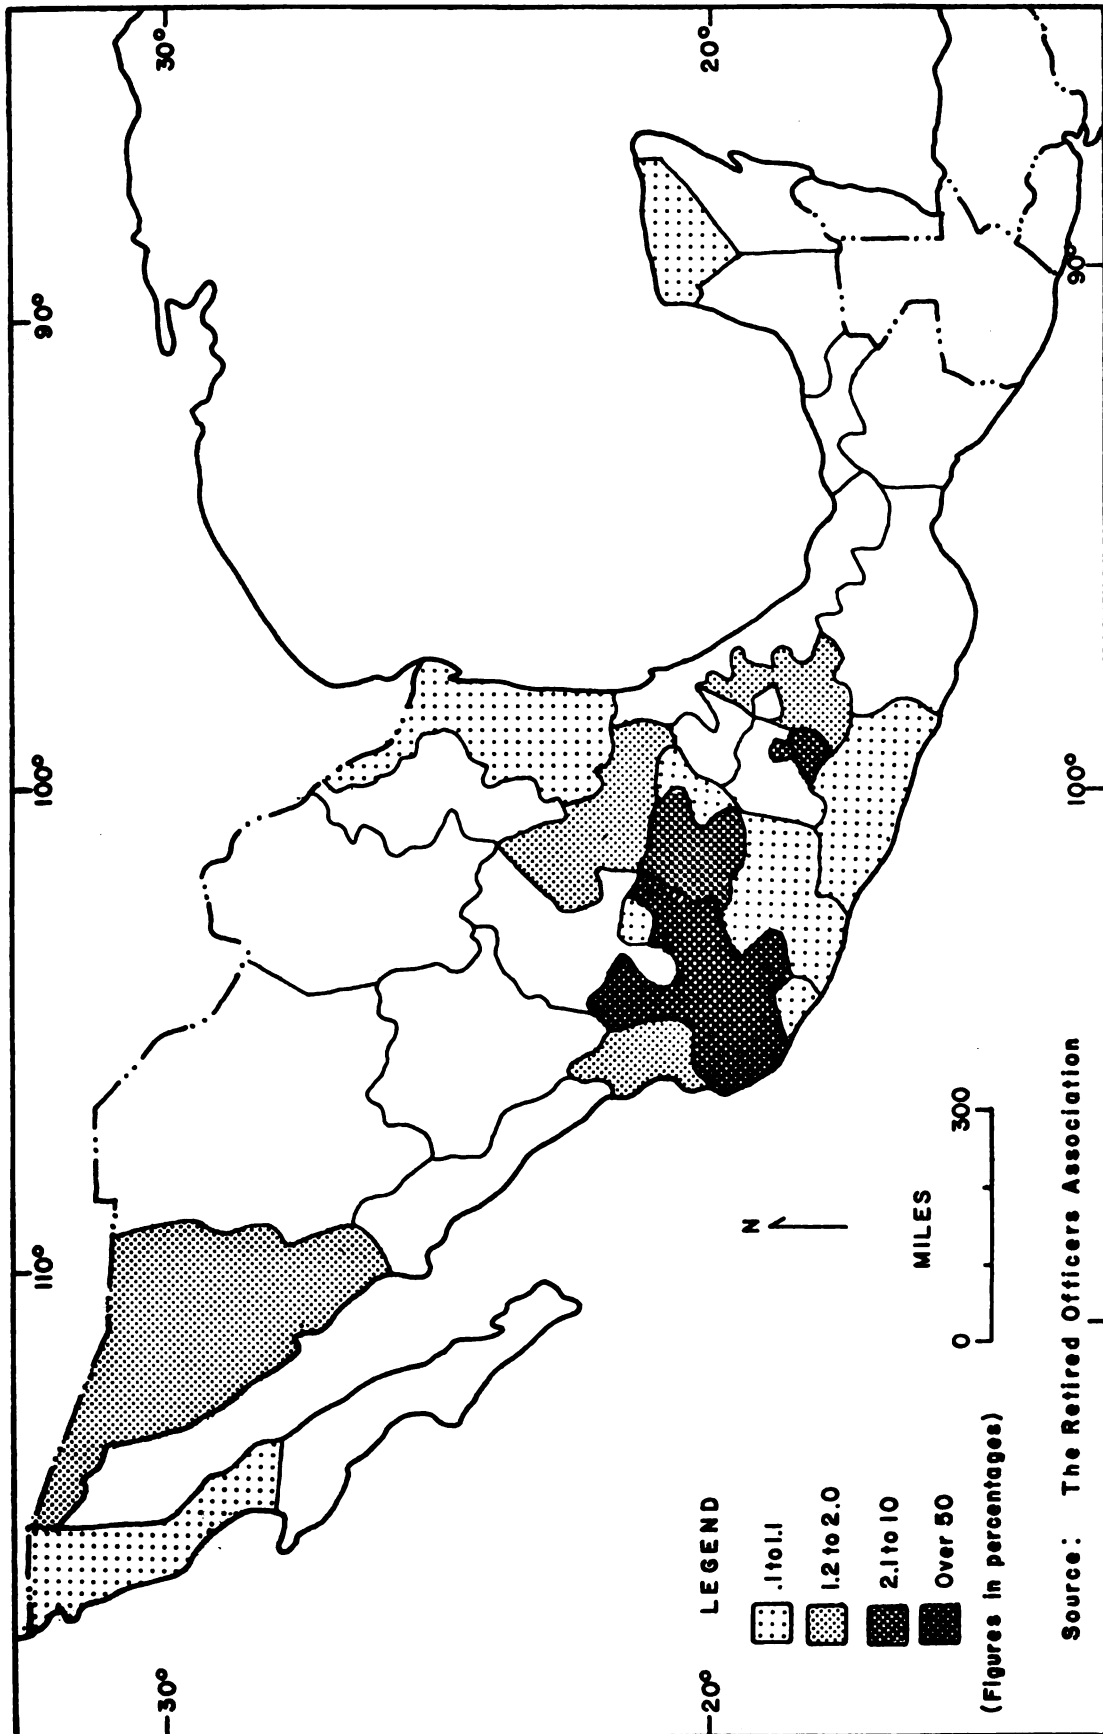 110°
100°
90°
30°
30°
20°
20°
100°
90°
N
MILES
0 300
LEGEND
.1 to 1.1
1.2 to 2.0
2.1 to 10
Over 50
(Figures in percentages)
Source: The Retired Officers Association